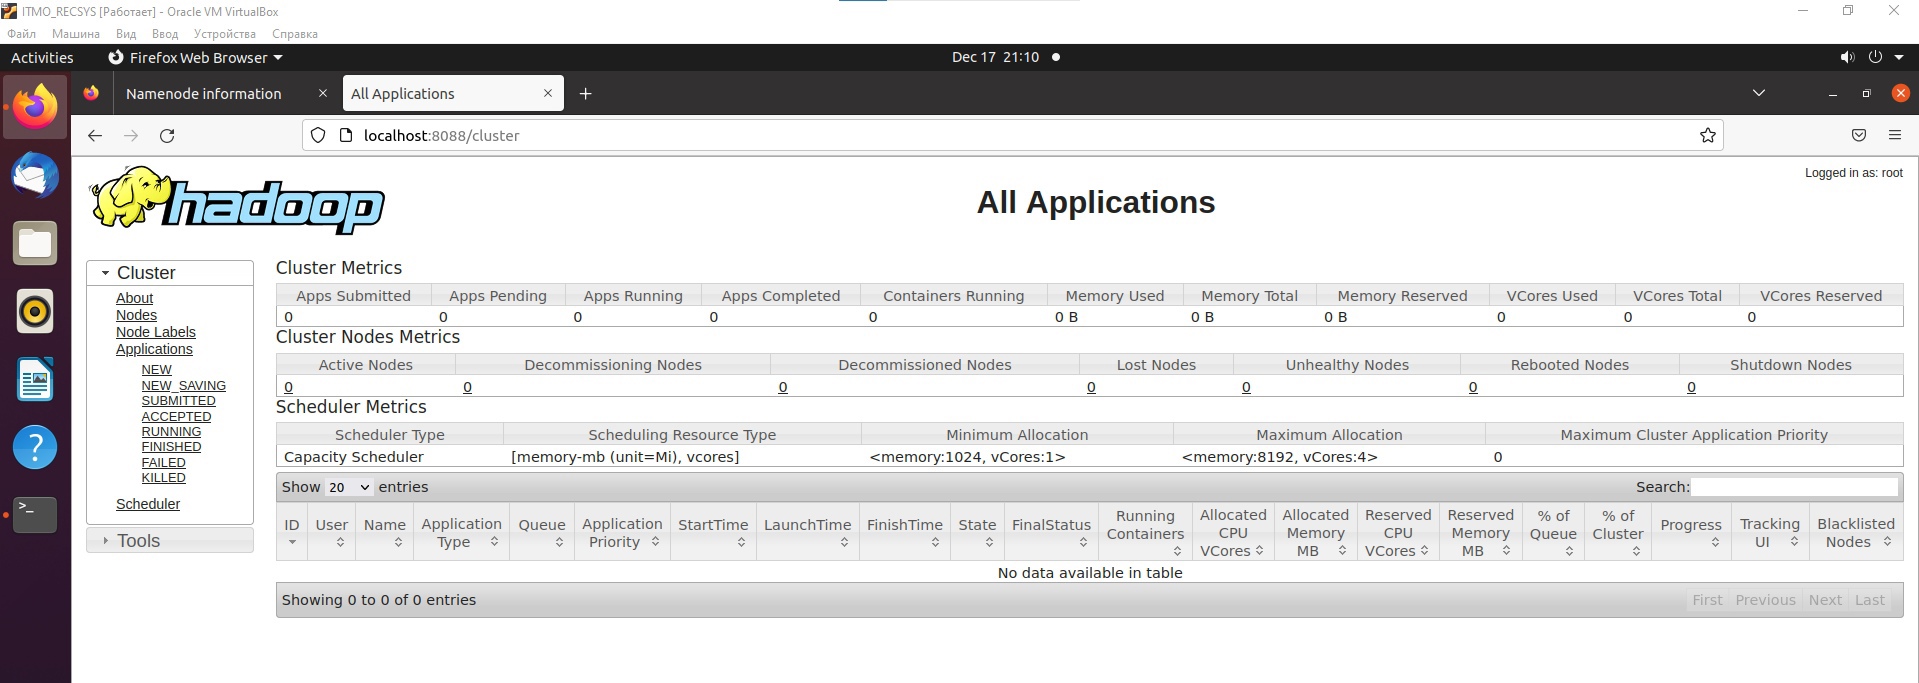 ITMO_RECSYS [Работает] - Oracle VM VirtualBox
Файл Машина Вид Ввод Устройства Справка
Activities Firefox Web Browser Dec 17 21:10
Namenode information × All Applications × +
localhost:8088/cluster
Logged in as: root
hadoop
All Applications
Cluster
About
Nodes
Node Labels
Applications
NEW
NEW_SAVING
SUBMITTED
ACCEPTED
RUNNING
FINISHED
FAILED
KILLED
Scheduler
Tools
Cluster Metrics
Apps Submitted Apps Pending Apps Running Apps Completed Containers Running Memory Used Memory Total Memory Reserved VCores Used VCores Total VCores Reserved
0 0 0 0 0 0 B 0 B 0 B 0 0 0
Cluster Nodes Metrics
Active Nodes Decommissioning Nodes Decommissioned Nodes Lost Nodes Unhealthy Nodes Rebooted Nodes Shutdown Nodes
0 0 0 0 0 0 0
Scheduler Metrics
Scheduler Type Scheduling Resource Type Minimum Allocation Maximum Allocation Maximum Cluster Application Priority
Capacity Scheduler [memory-mb (unit=Mi), vcores] <memory:1024, vCores:1> <memory:8192, vCores:4> 0
Show 20 entries Search:
ID User Name Application Type Queue Application Priority StartTime LaunchTime FinishTime State FinalStatus Running Containers Allocated CPU VCores Allocated Memory MB Reserved CPU VCores Reserved Memory MB % of Queue % of Cluster Progress Tracking UI Blacklisted Nodes
No data available in table
Showing 0 to 0 of 0 entries First Previous Next Last